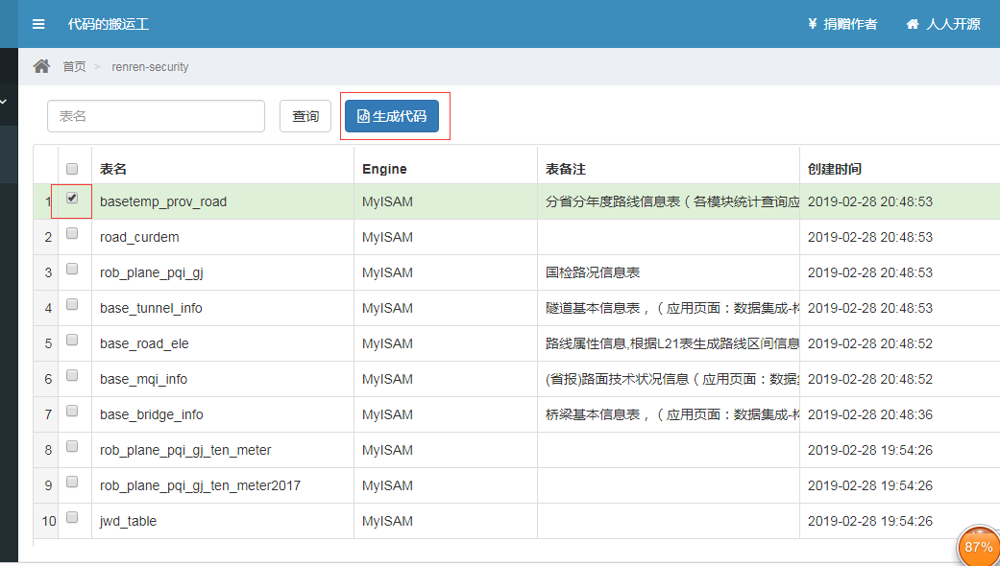 代码的搬运工 ¥ 捐赠作者 人人开源
首页 > renren-security
表名 查询 生成代码
表名 Engine 表备注 创建时间
1 basetemp_prov_road MyISAM 分省分年度路线信息表（各模块统计查询应 2019-02-28 20:48:53
2 road_curdem MyISAM 2019-02-28 20:48:53
3 rob_plane_pqi_gj MyISAM 国检路况信息表 2019-02-28 20:48:53
4 base_tunnel_info MyISAM 隧道基本信息表，（应用页面：数据集成-构 2019-02-28 20:48:53
5 base_road_ele MyISAM 路线属性信息,根据L21表生成路线区间信息 2019-02-28 20:48:52
6 base_mqi_info MyISAM (省报)路面技术状况信息（应用页面：数据集 2019-02-28 20:48:52
7 base_bridge_info MyISAM 桥梁基本信息表，（应用页面：数据集成-构 2019-02-28 20:48:36
8 rob_plane_pqi_gj_ten_meter MyISAM 2019-02-28 19:54:26
9 rob_plane_pqi_gj_ten_meter2017 MyISAM 2019-02-28 19:54:26
10 jwd_table MyISAM 2019-02-28 19:54:26
87%